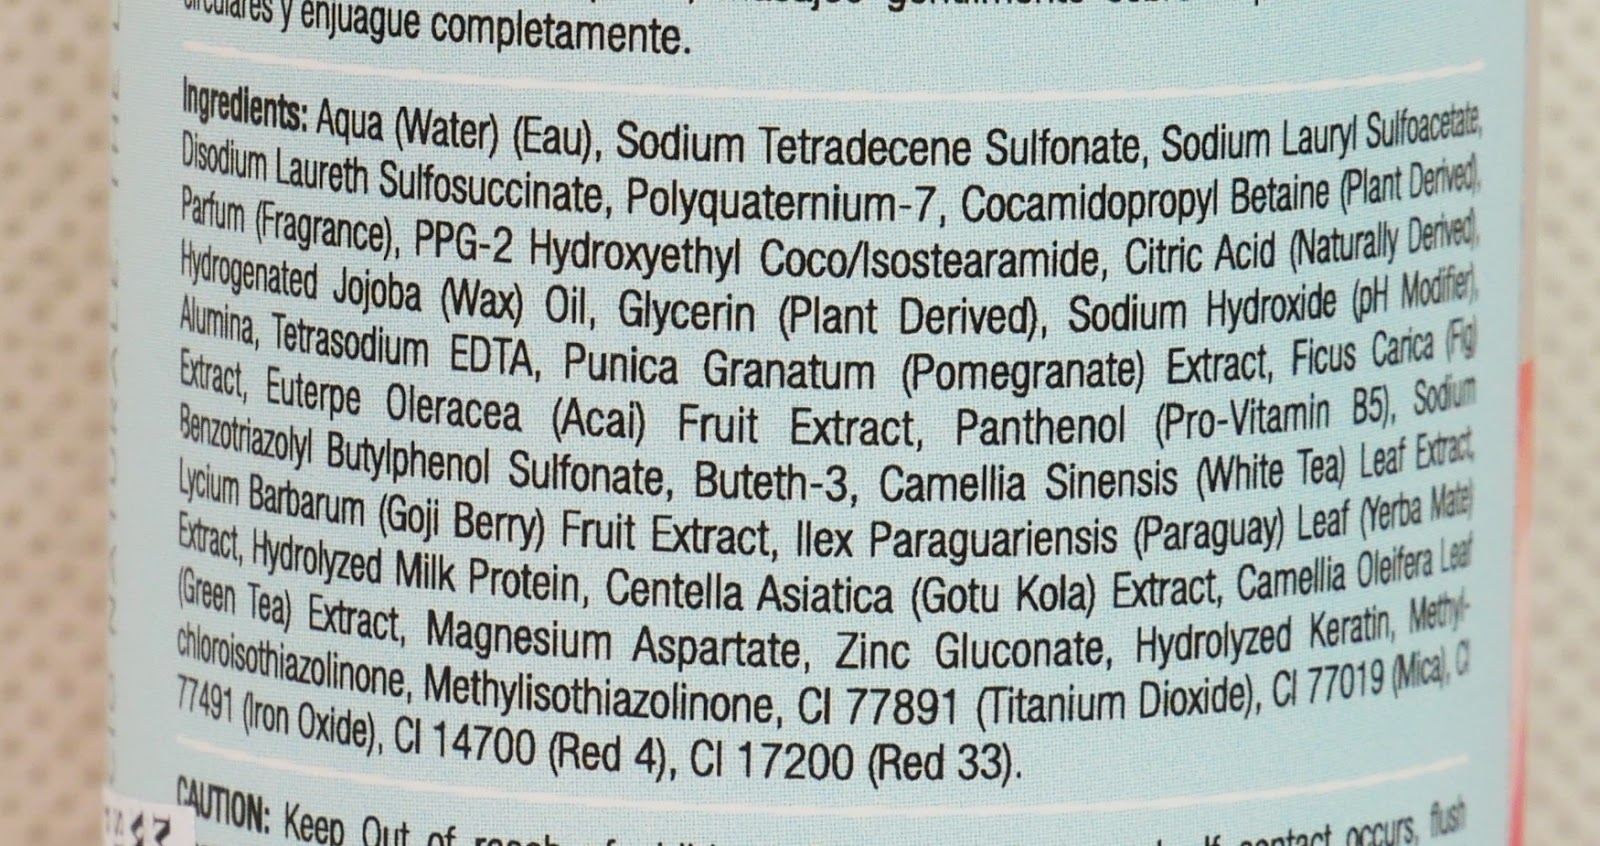 circulares y enjuague completamente.
Ingredients: Aqua (Water) (Eau), Sodium Tetradecene Sulfonate, Sodium Lauryl Sulfoacetate,
Disodium Laureth Sulfosuccinate, Polyquaternium-7, Cocamidopropyl Betaine (Plant Derived),
Parfum (Fragrance), PPG-2 Hydroxyethyl Coco/Isostearamide, Citric Acid (Naturally Derived),
Hydrogenated Jojoba (Wax) Oil, Glycerin (Plant Derived), Sodium Hydroxide (pH Modifier),
Alumina, Tetrasodium EDTA, Punica Granatum (Pomegranate) Extract, Ficus Carica (Fig)
Extract, Euterpe Oleracea (Acai) Fruit Extract, Panthenol (Pro-Vitamin B5), Sodium
Benzotriazolyl Butylphenol Sulfonate, Buteth-3, Camellia Sinensis (White Tea) Leaf Extract,
Lycium Barbarum (Goji Berry) Fruit Extract, Ilex Paraguariensis (Paraguay) Leaf (Yerba Mate)
Extract, Hydrolyzed Milk Protein, Centella Asiatica (Gotu Kola) Extract, Camellia Oleifera Leaf
(Green Tea) Extract, Magnesium Aspartate, Zinc Gluconate, Hydrolyzed Keratin, Methyl-
chloroisothiazolinone, Methylisothiazolinone, CI 77891 (Titanium Dioxide), CI 77019 (Mica), CI
77491 (Iron Oxide), CI 14700 (Red 4), CI 17200 (Red 33).
CAUTION: Keep Out of reach contact occurs, flush